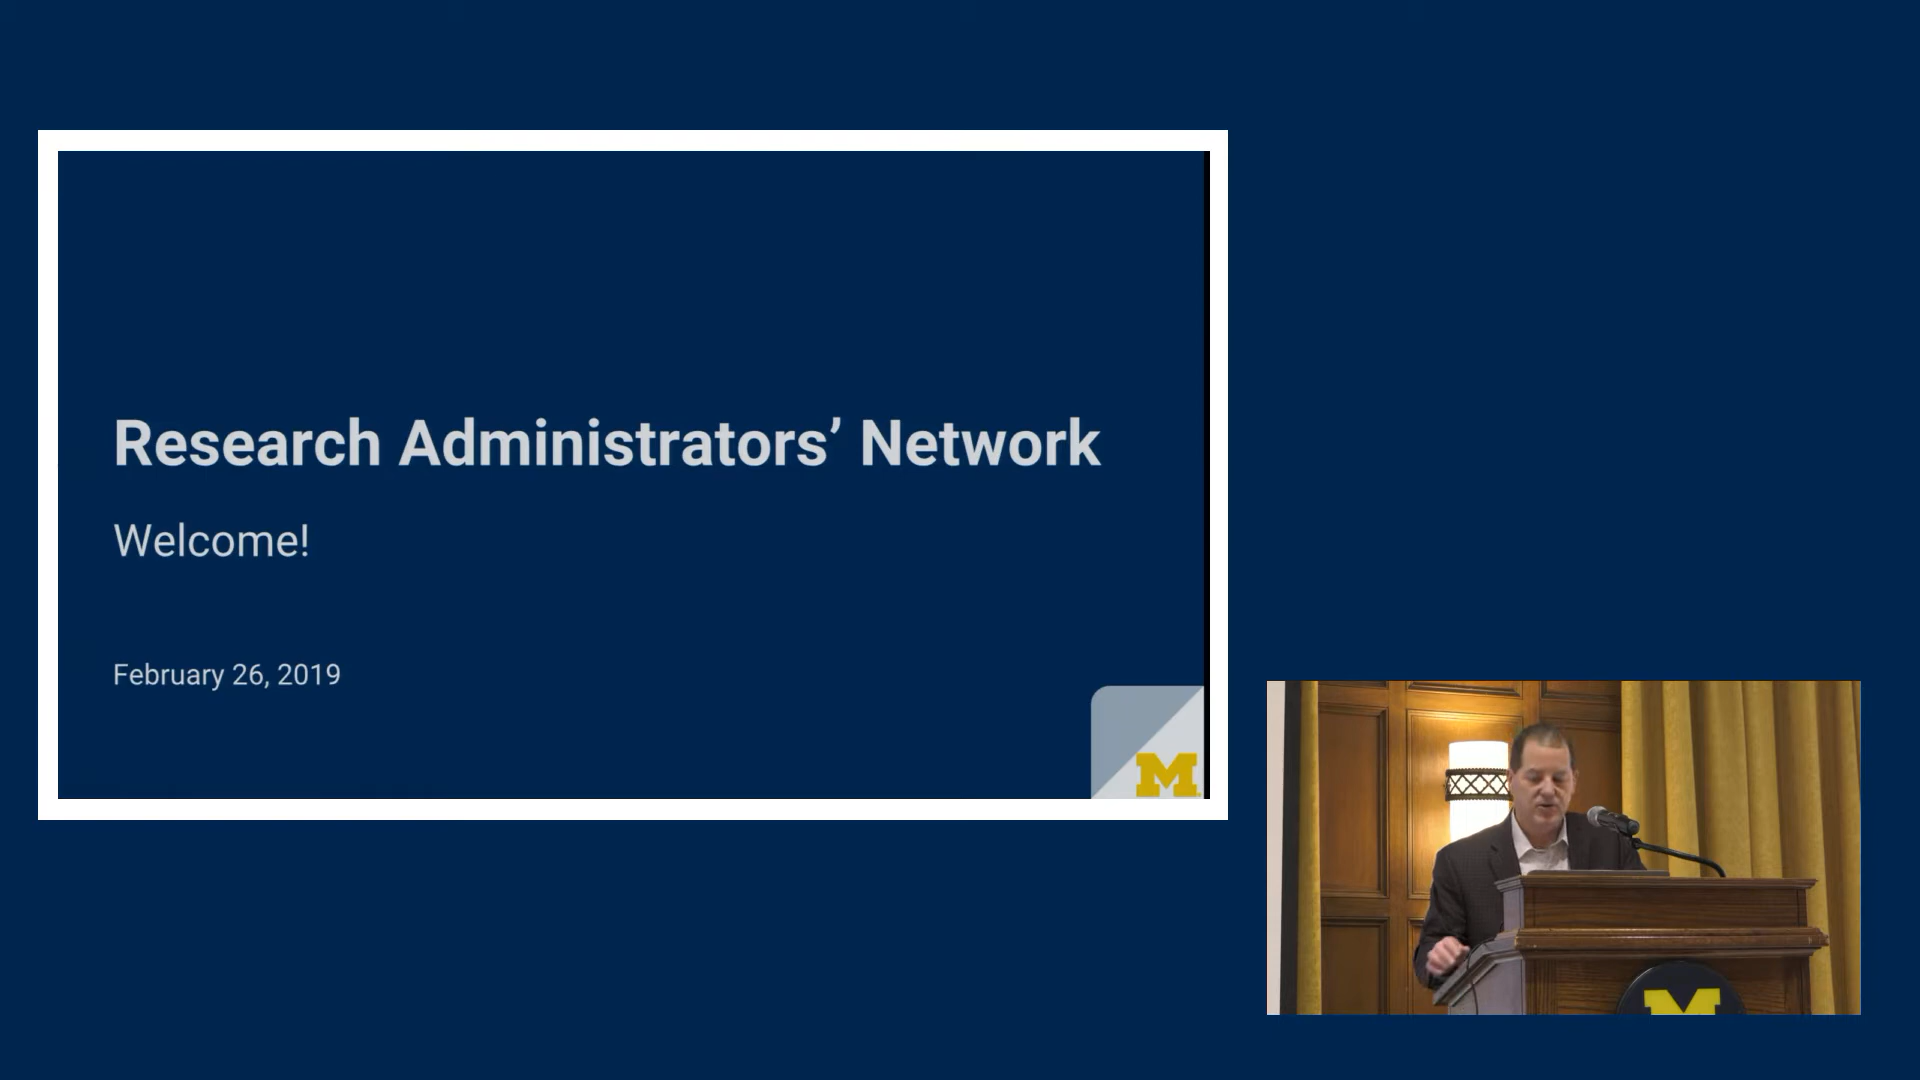 Research Administrators’ Network
Welcome!
February 26, 2019
M
M